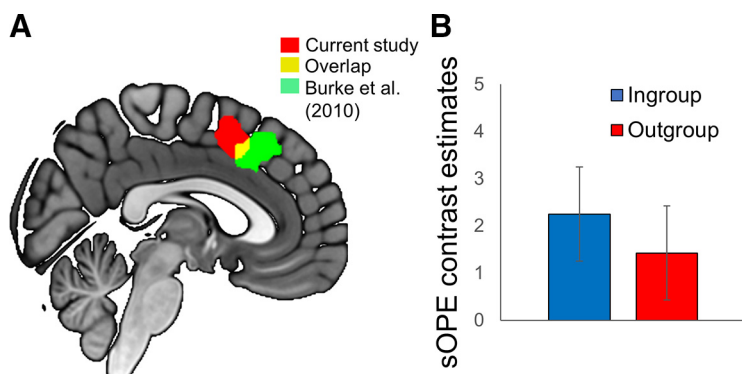 A
Current study
Overlap
Burke et al.
(2010)
B
sOPE contrast estimates
5
4
3
2
1
0
Ingroup
Outgroup